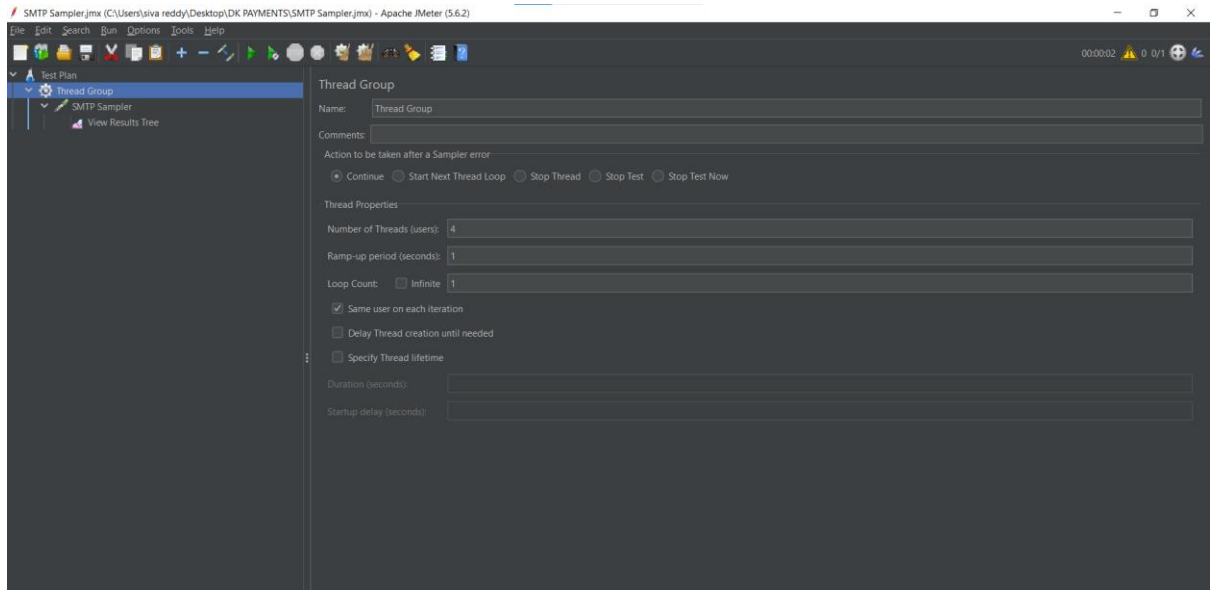 SMTP Sampler.jmx (C:\Users\siva reddy\Desktop\DK PAYMENTS\SMTP Sampler.jmx) - Apache JMeter (5.6.2)
File Edit Search Run Options Tools Help
00:00:02 0 0/1
Test Plan
Thread Group
SMTP Sampler
View Results Tree
Thread Group
Name: Thread Group
Comments:
Action to be taken after a Sampler error
Continue Start Next Thread Loop Stop Thread Stop Test Stop Test Now
Thread Properties
Number of Threads (users): 4
Ramp-up period (seconds): 1
Loop Count: Infinite 1
Same user on each iteration
Delay Thread creation until needed
Specify Thread lifetime
Duration (seconds):
Startup delay (seconds):